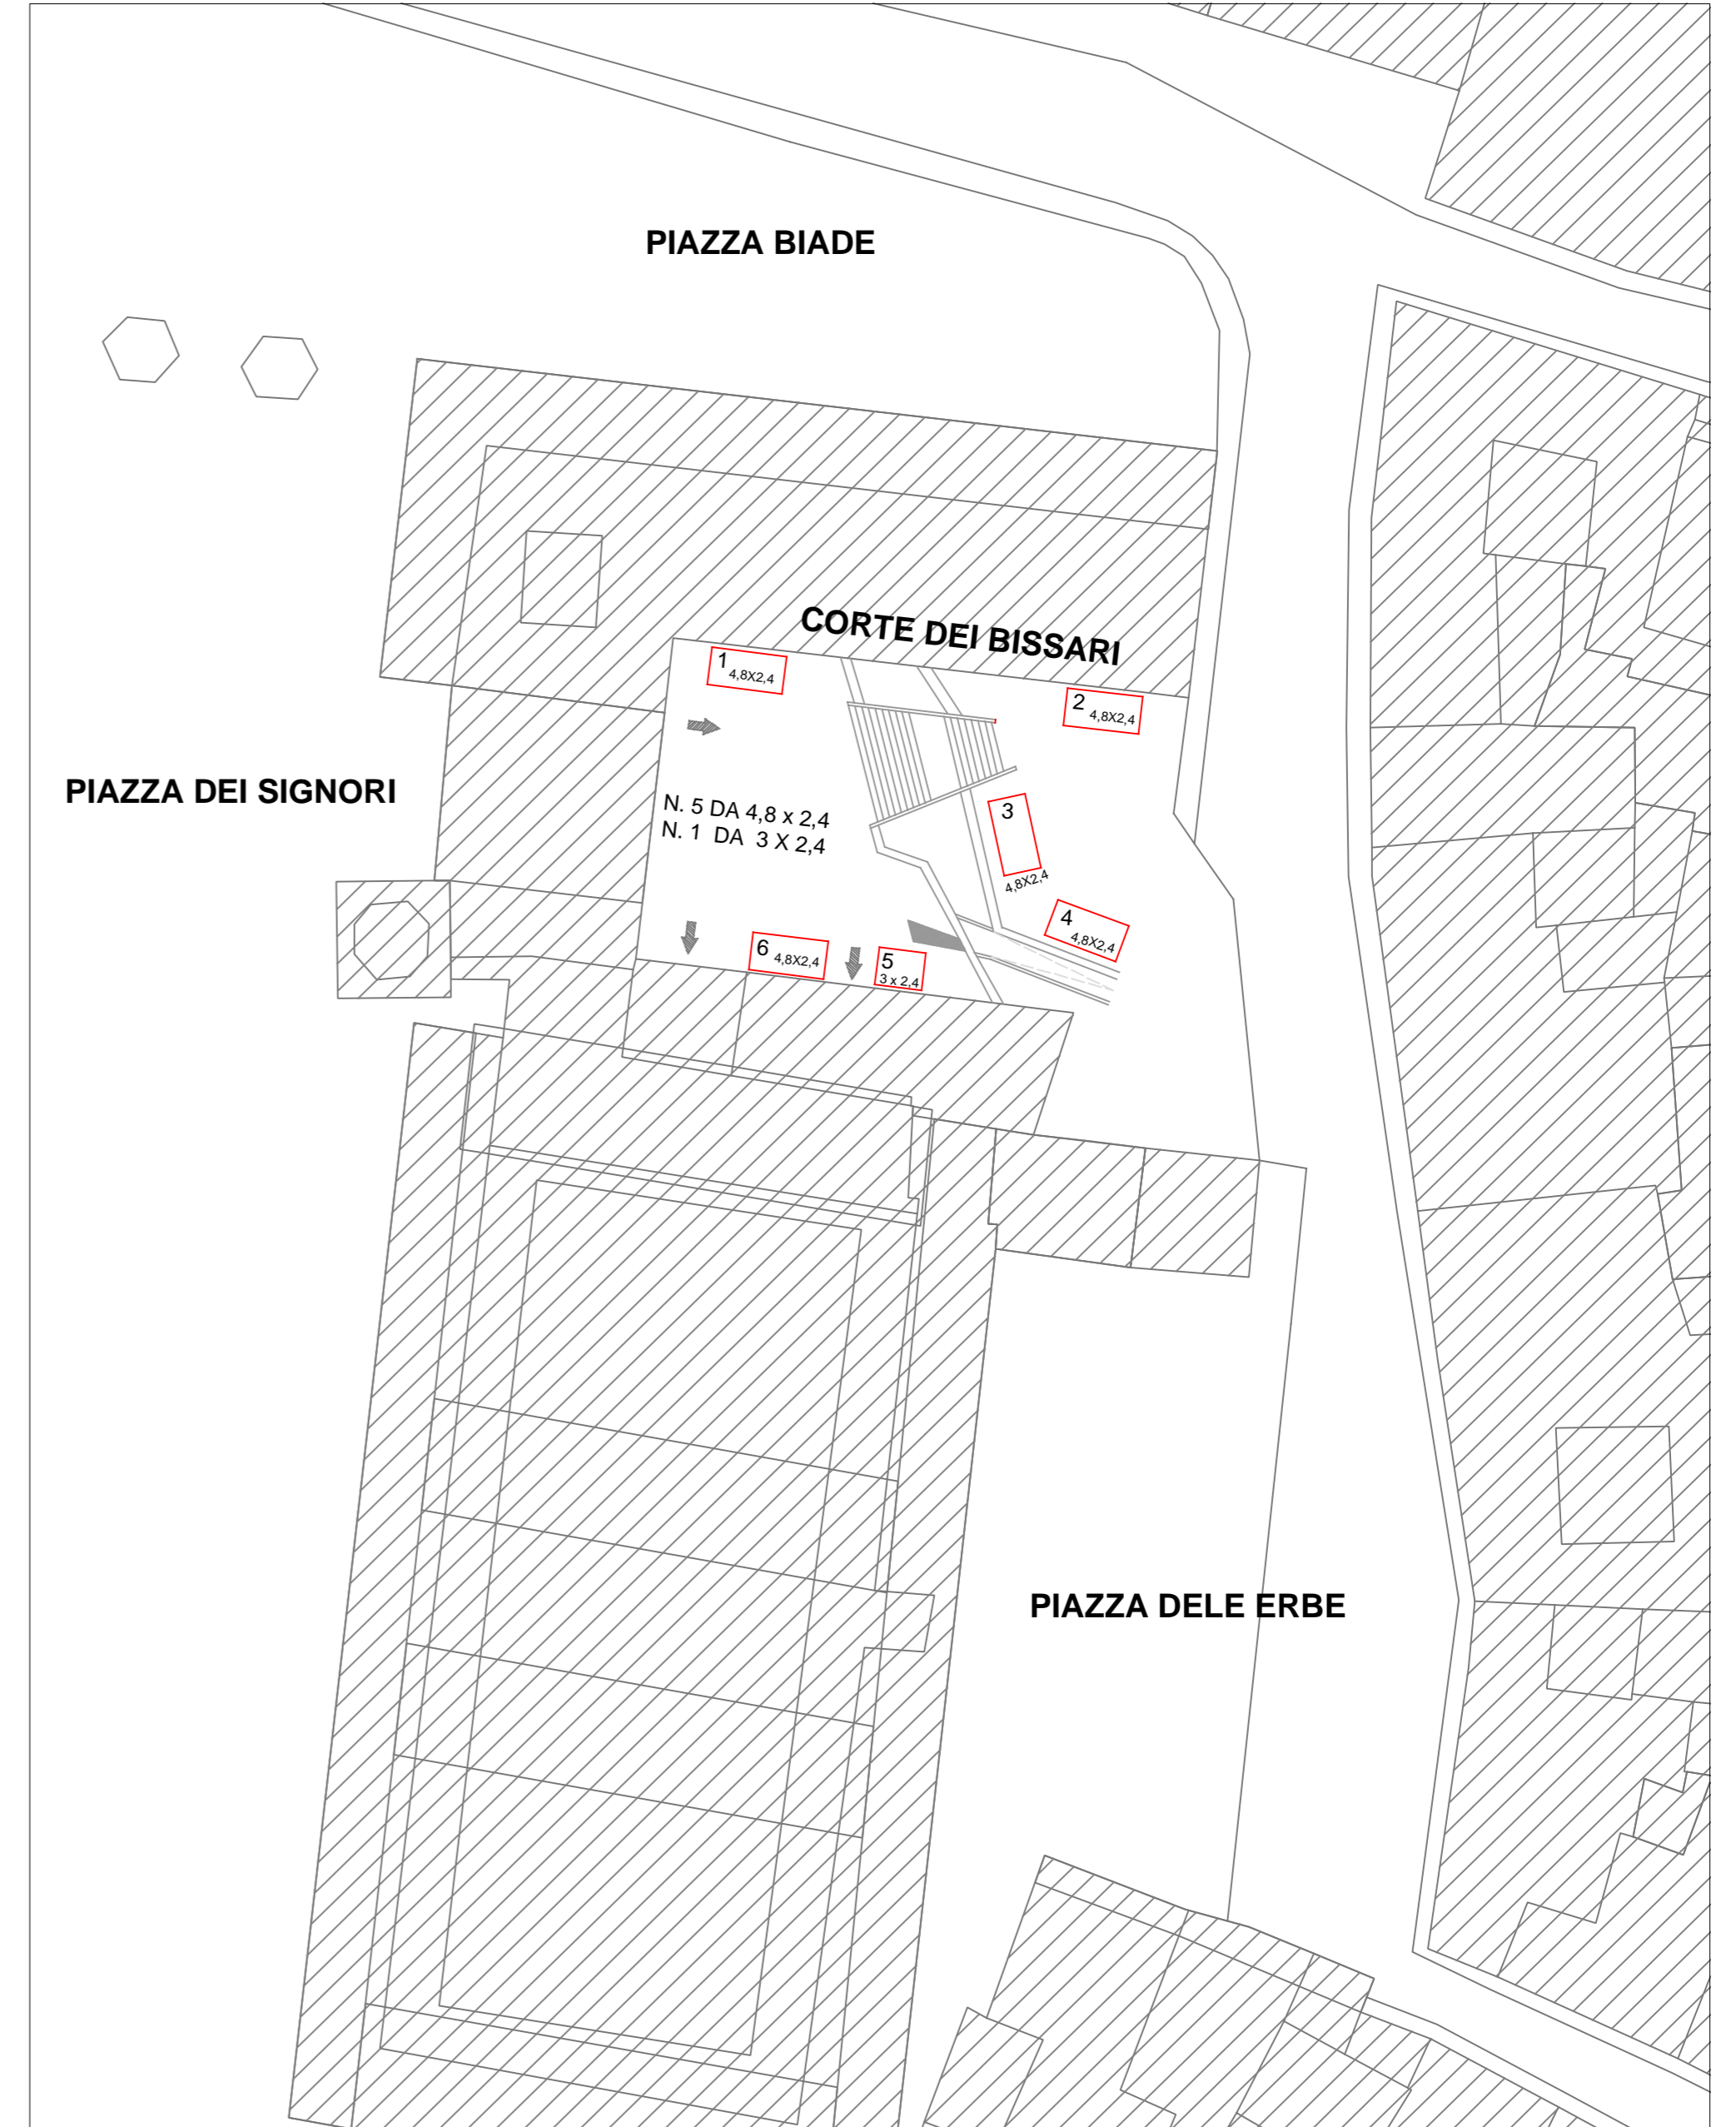 PIAZZA BIADE
CORTE DEI BISSARI
1
4,8X2,4
2
4,8X2,4
PIAZZA DEI SIGNORI
N. 5 DA 4,8 x 2,4
N. 1 DA 3 X 2,4
3
4,8X2,4
4
4,8X2,4
6
4,8X2,4
5
3 x 2,4
PIAZZA DELE ERBE